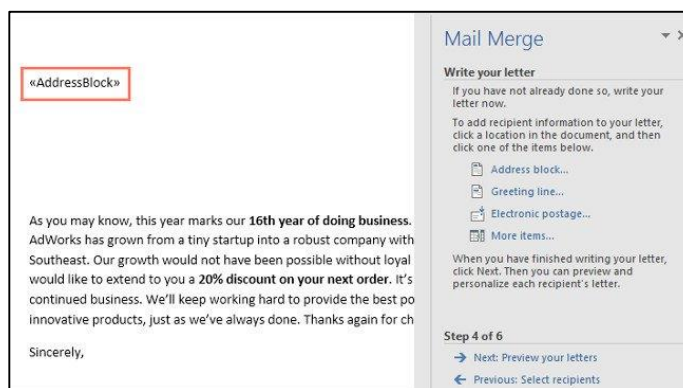 «AddressBlock»
As you may know, this year marks our 16th year of doing business.
AdWorks has grown from a tiny startup into a robust company with
Southeast. Our growth would not have been possible without loyal
would like to extend to you a 20% discount on your next order. It's
continued business. We'll keep working hard to provide the best po
innovative products, just as we've always done. Thanks again for ch
Sincerely,
Mail Merge
Write your letter
If you have not already done so, write your
letter now.
To add recipient information to your letter,
click a location in the document, and then
click one of the items below.
Address block...
Greeting line...
Electronic postage...
More items...
When you have finished writing your letter,
click Next. Then you can preview and
personalize each recipient's letter.
Step 4 of 6
Next: Preview your letters
Previous: Select recipients